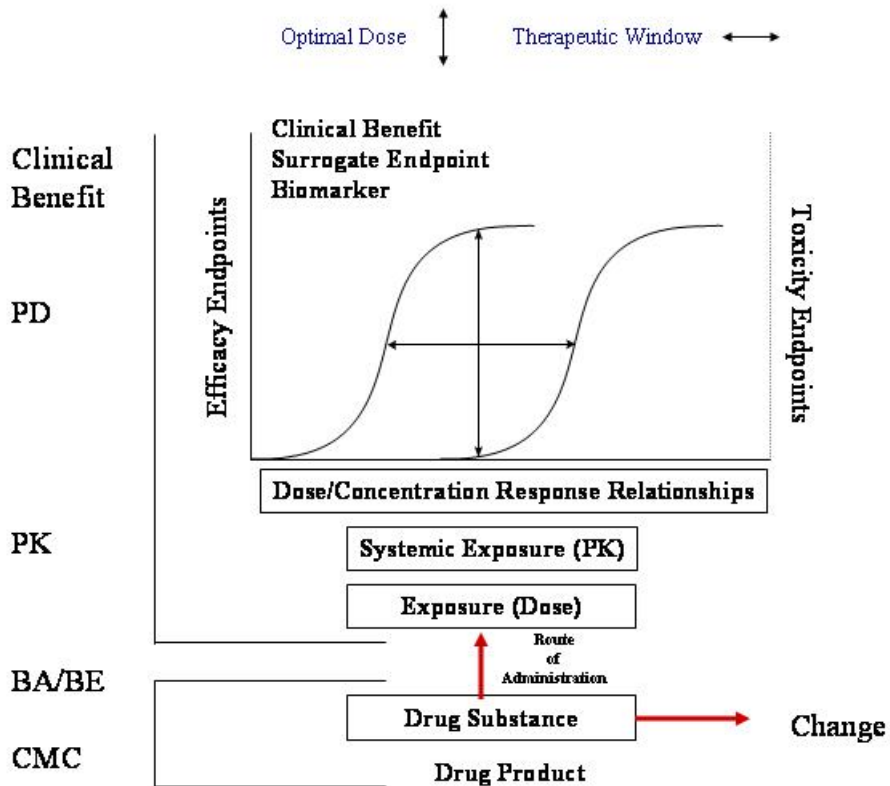 Optimal Dose
Therapeutic Window
Clinical
Benefit
PD
PK
BA/BE
CMC
Efficacy Endpoints
Clinical Benefit
Surrogate Endpoint
Biomarker
Toxicity Endpoints
Dose/Concentration Response Relationships
Systemic Exposure (PK)
Exposure (Dose)
Route
of
Administration
Drug Substance
Change
Drug Product